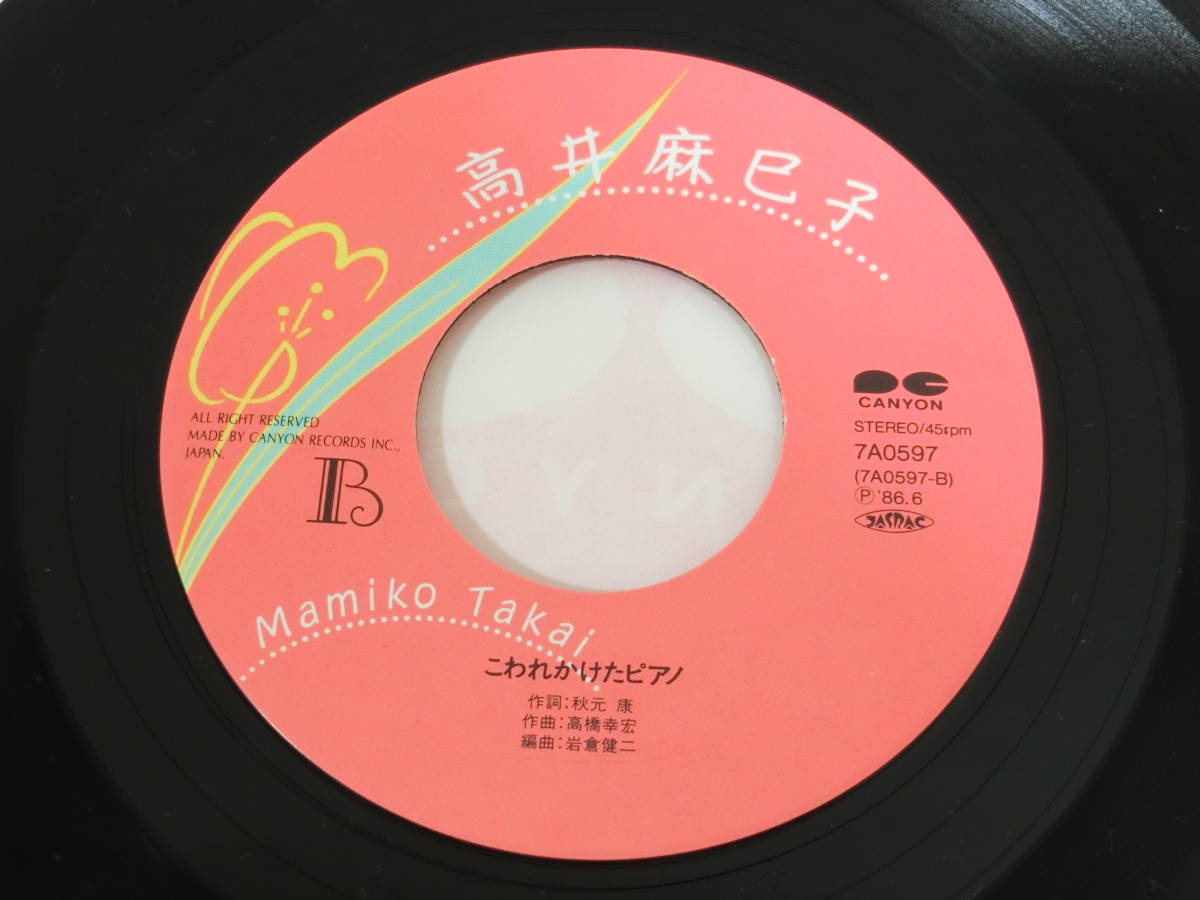 高井麻巳子
CANYON
STEREO/45rpm
7A0597
(7A0597-B)
Ⓟ'86.6
JASRAC
ALL RIGHT RESERVED
MADE BY CANYON RECORDS INC.,
JAPAN.
B
Mamiko Takai
こわれかけたピアノ
作詞:秋元 康
作曲:高橋幸宏
編曲:岩倉健二